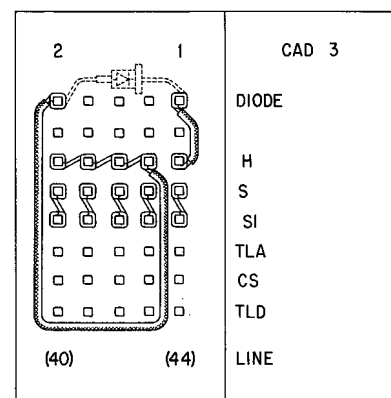 2 1 CAD 3
DIODE
H
S
SI
TLA
CS
TLD
(40) (44) LINE